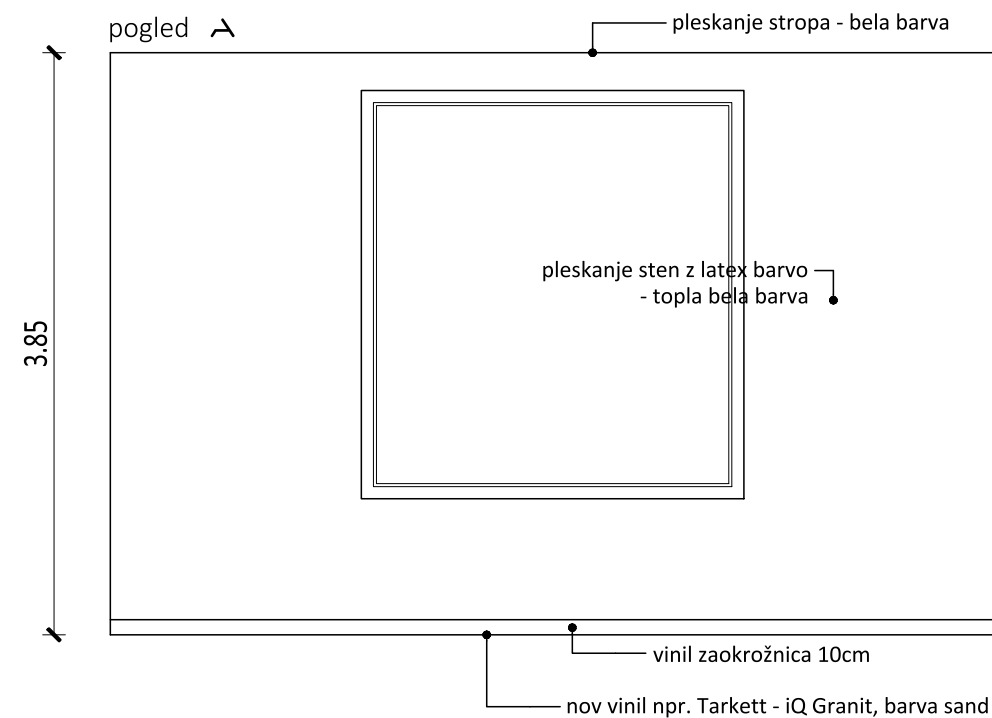 pogled A
pleskanje stropa - bela barva
pleskanje sten z latex barvo
- topla bela barva
3.85
vinil zaokrožnica 10cm
nov vinil npr. Tarkett - iQ Granit, barva sand